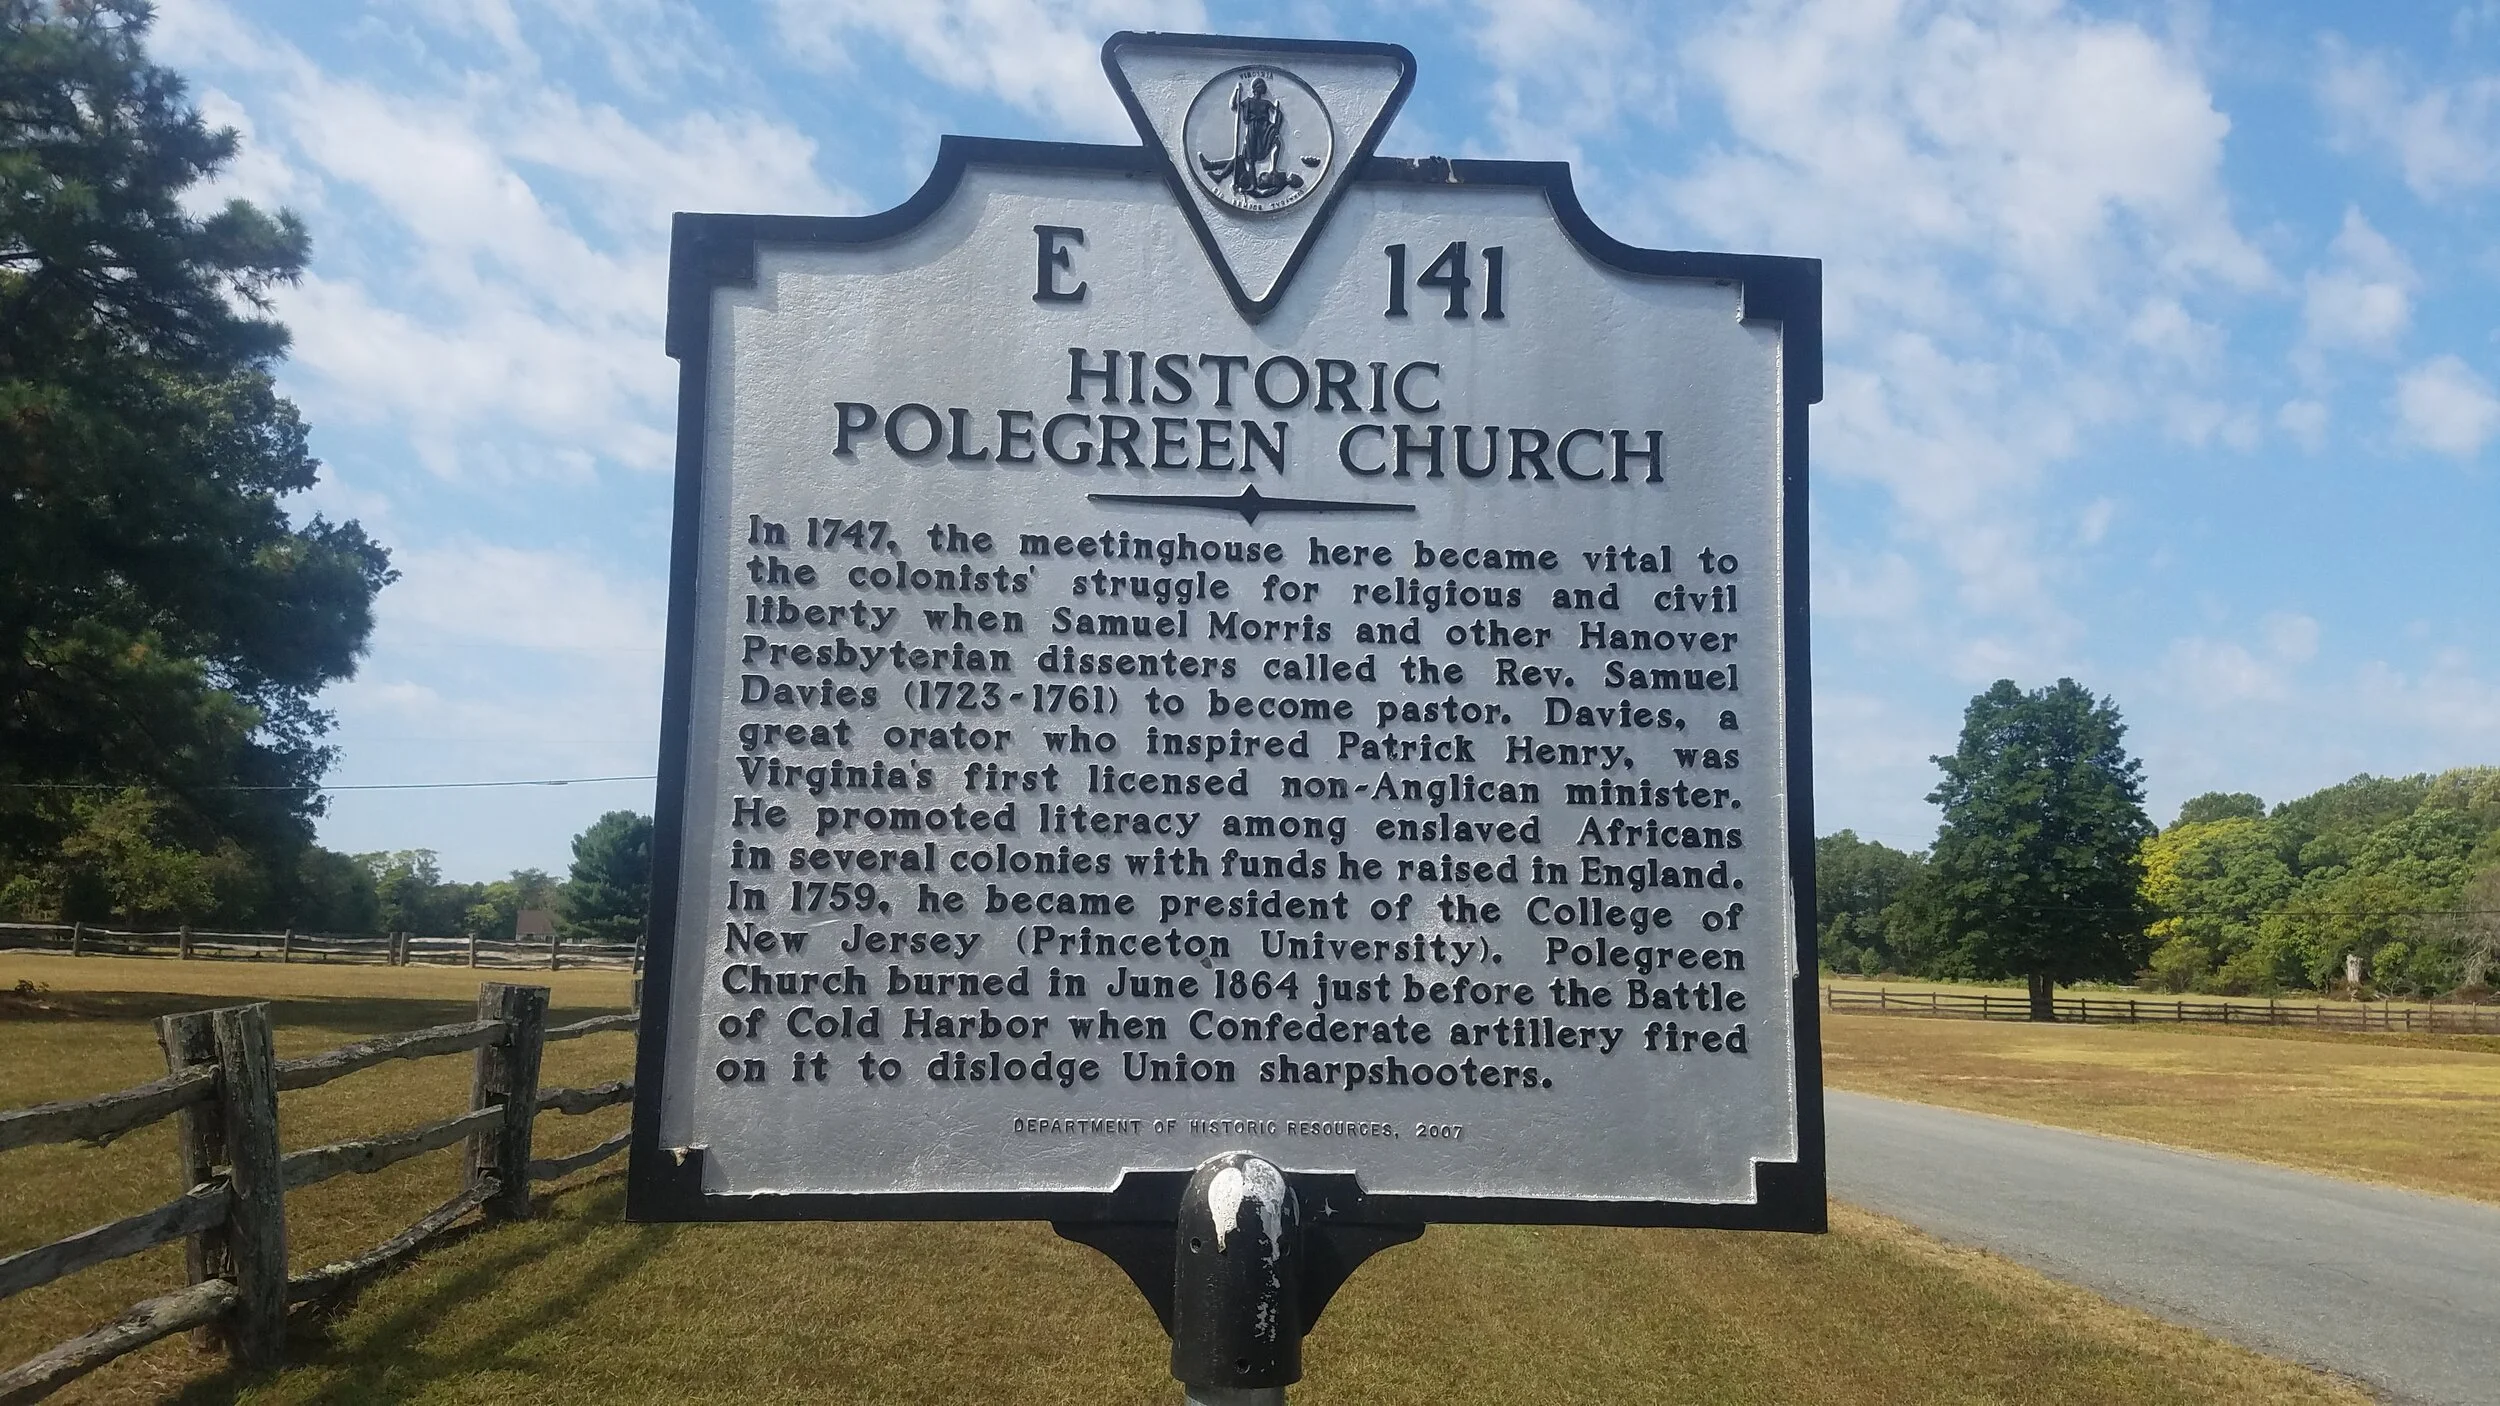 VIRGINIA
SIC SEMPER TYRANNIS
E 141
HISTORIC
POLEGREEN CHURCH
In 1747, the meetinghouse here became vital to
the colonists' struggle for religious and civil
liberty when Samuel Morris and other Hanover
Presbyterian dissenters called the Rev. Samuel
Davies (1723-1761) to become pastor. Davies, a
great orator who inspired Patrick Henry, was
Virginia's first licensed non-Anglican minister.
He promoted literacy among enslaved Africans
in several colonies with funds he raised in England.
In 1759, he became president of the College of
New Jersey (Princeton University). Polegreen
Church burned in June 1864 just before the Battle
of Cold Harbor when Confederate artillery fired
on it to dislodge Union sharpshooters.
DEPARTMENT OF HISTORIC RESOURCES, 2007